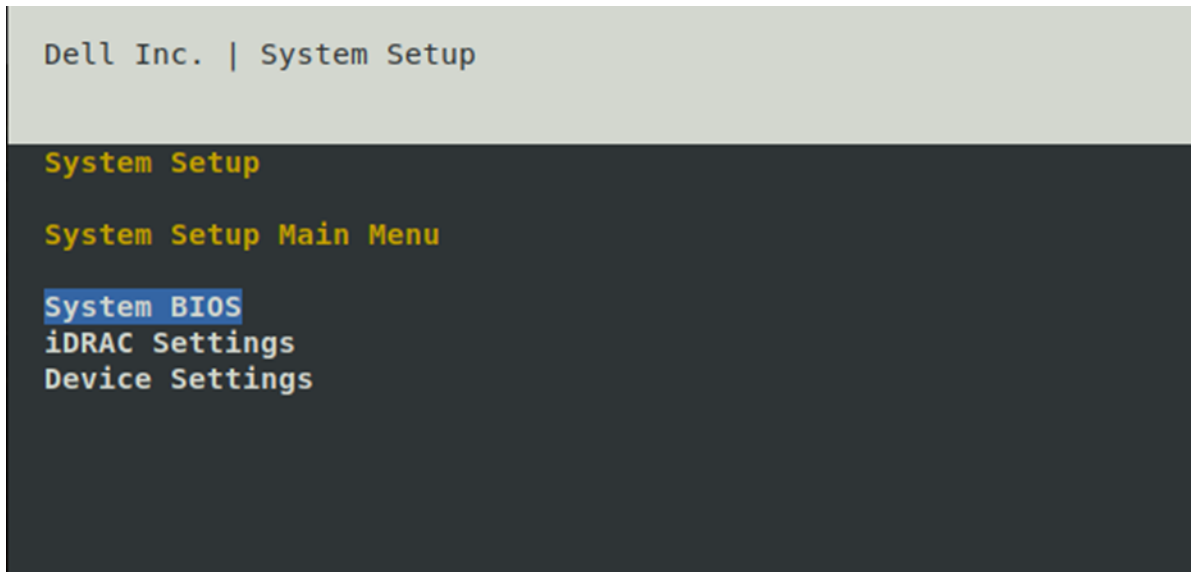 Dell Inc. | System Setup
System Setup
System Setup Main Menu
System BIOS
iDRAC Settings
Device Settings